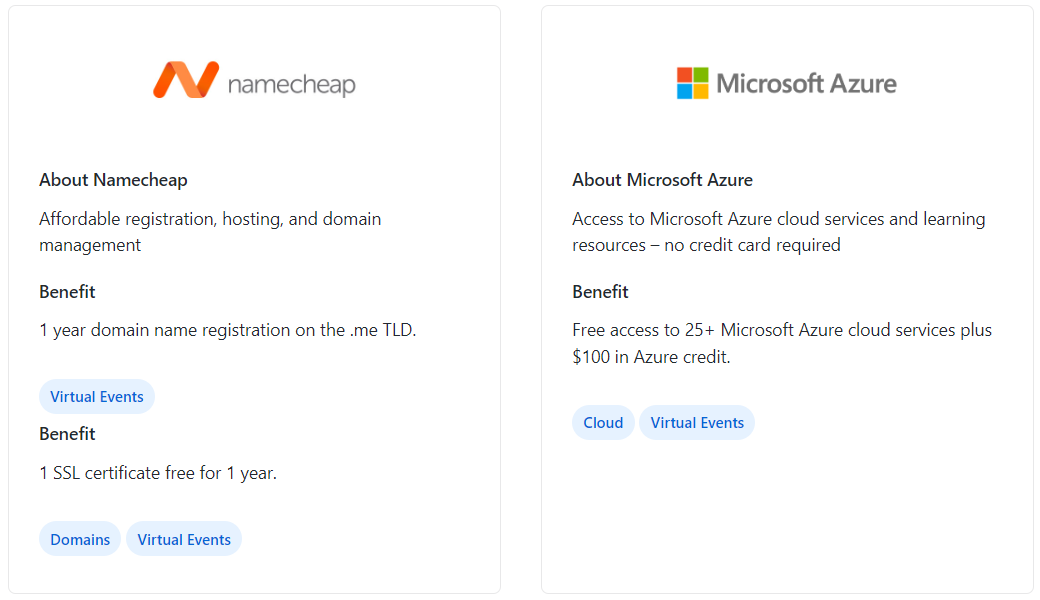 namecheap
About Namecheap
Affordable registration, hosting, and domain
management
Benefit
1 year domain name registration on the .me TLD.
Virtual Events
Benefit
1 SSL certificate free for 1 year.
Domains Virtual Events
Microsoft Azure
About Microsoft Azure
Access to Microsoft Azure cloud services and learning
resources – no credit card required
Benefit
Free access to 25+ Microsoft Azure cloud services plus
$100 in Azure credit.
Cloud Virtual Events